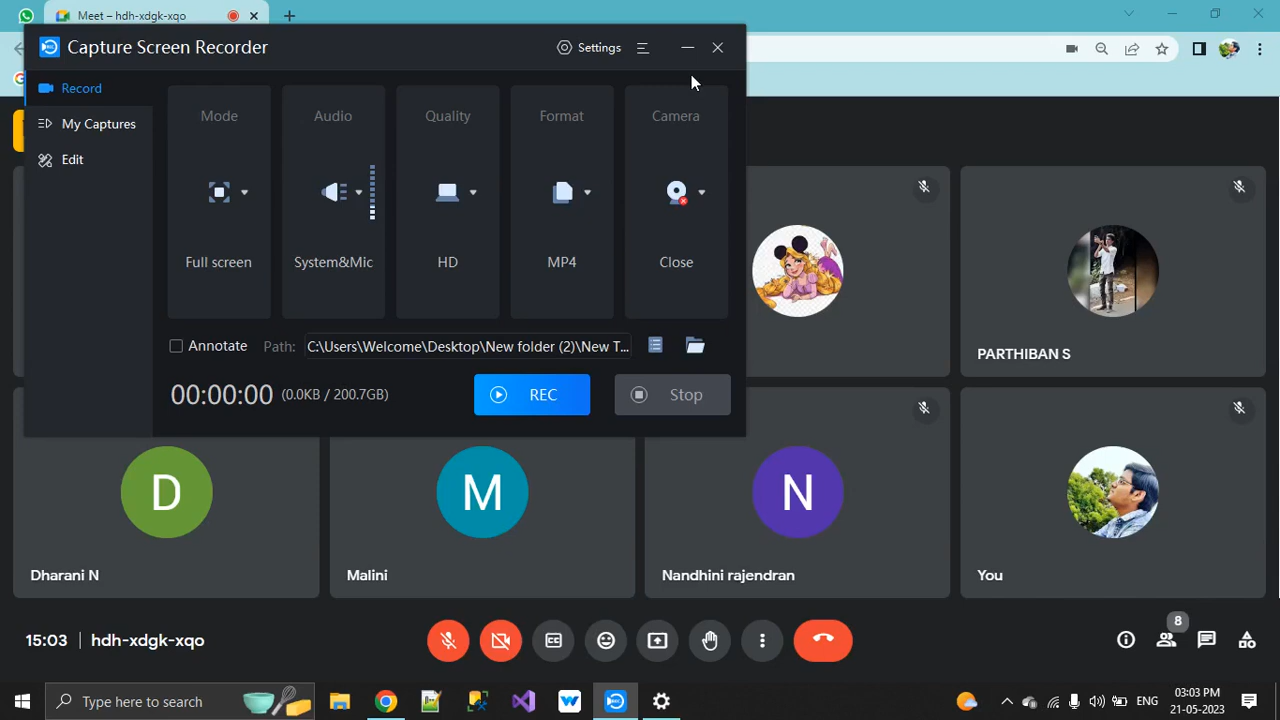 Meet – hdh-xdgk-xqo
Capture Screen Recorder
Settings
Record
My Captures
Edit
Mode
Audio
Quality
Format
Camera
Full screen
System&Mic
HD
MP4
Close
Annotate
Path:
C:\Users\Welcome\Desktop\New folder (2)\New T...
00:00:00
(0.0KB / 200.7GB)
REC
Stop
PARTHIBAN S
D
M
N
Dharani N
Malini
Nandhini rajendran
You
15:03
hdh-xdgk-xqo
8
Type here to search
ENG
03:03 PM
21-05-2023